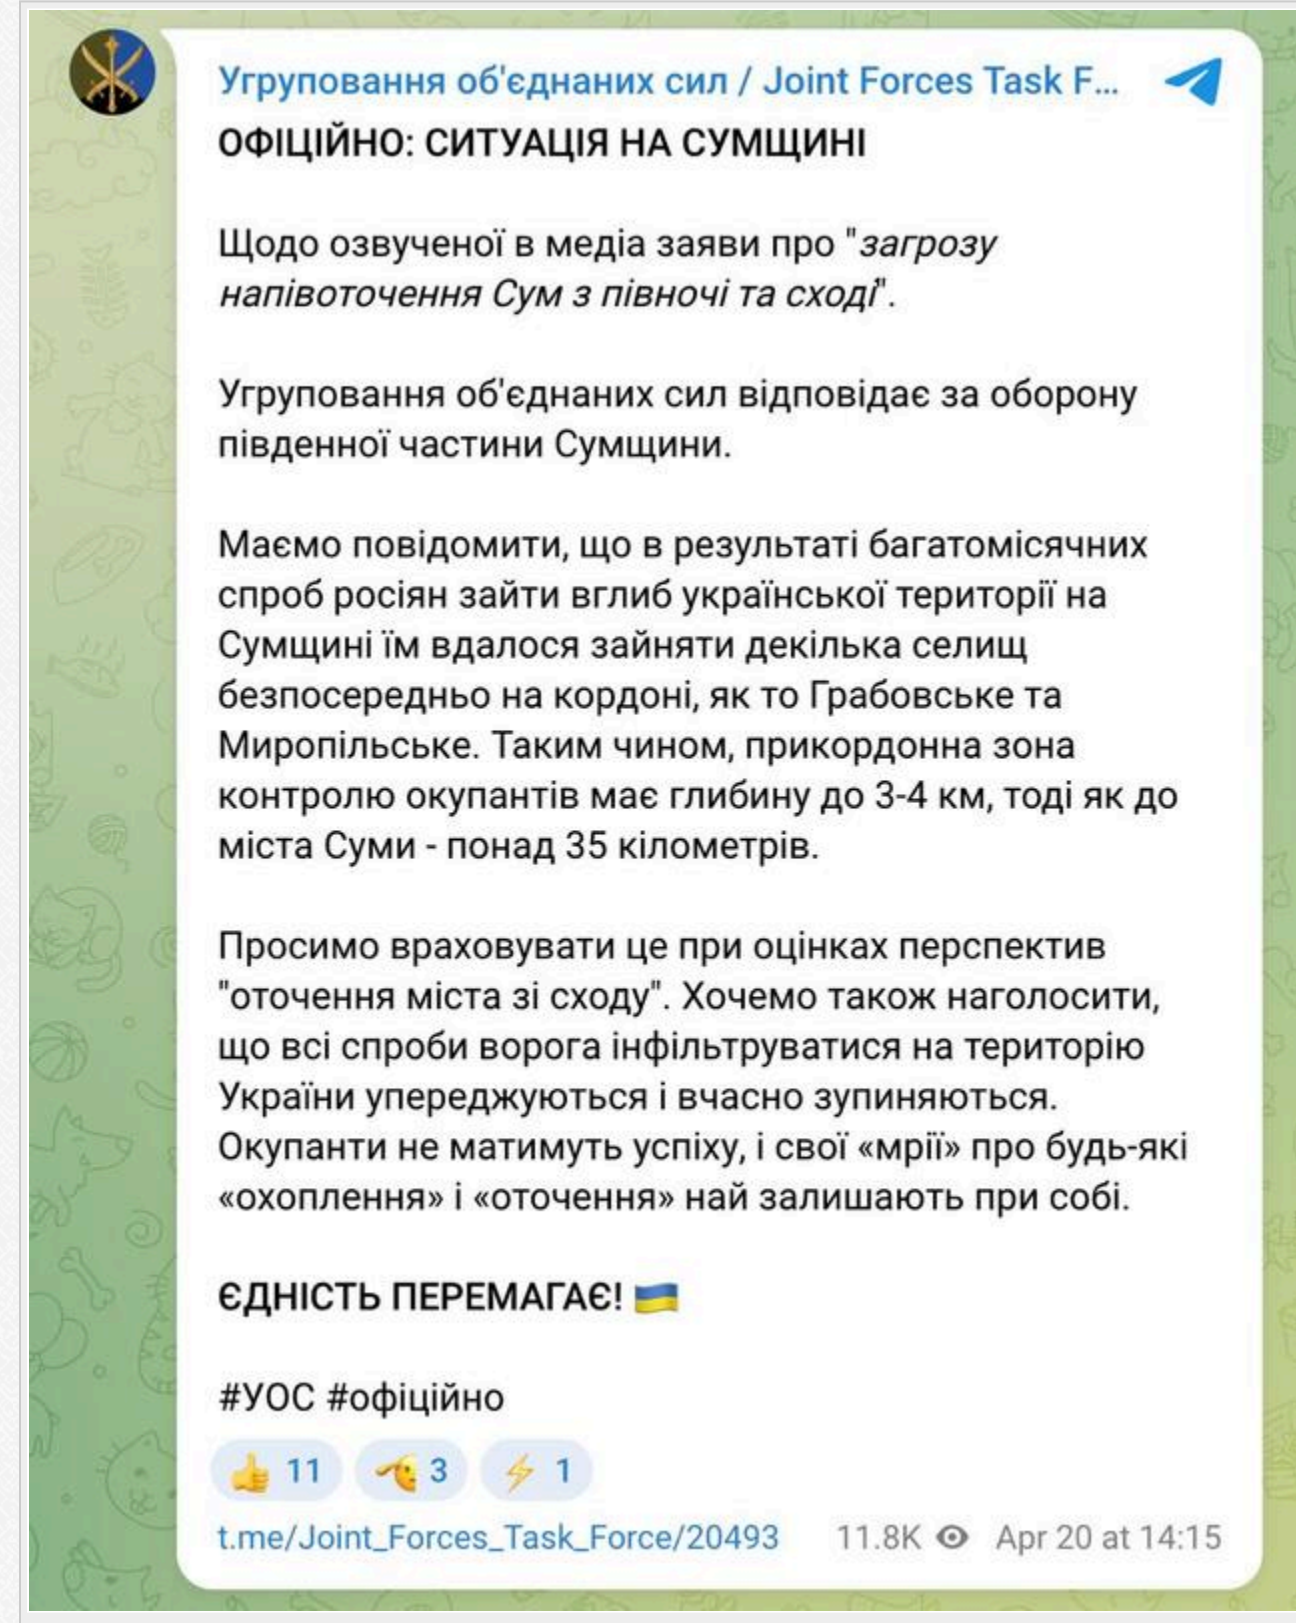 Угруповання об'єднаних сил / Joint Forces Task F...
ОФІЦІЙНО: СИТУАЦІЯ НА СУМЩИНІ
Щодо озвученої в медіа заяви про "загрозу
напівоточення Сум з півночі та сході".
Угруповання об'єднаних сил відповідає за оборону
південної частини Сумщини.
Маємо повідомити, що в результаті багатомісячних
спроб росіян зайти вглиб української території на
Сумщині їм вдалося зайняти декілька селищ
безпосередньо на кордоні, як то Грабовське та
Миропільське. Таким чином, прикордонна зона
контролю окупантів має глибину до 3-4 км, тоді як до
міста Суми - понад 35 кілометрів.
Просимо враховувати це при оцінках перспектив
"оточення міста зі сходу". Хочемо також наголосити,
що всі спроби ворога інфільтруватися на територію
України упереджуються і вчасно зупиняються.
Окупанти не матимуть успіху, і свої «мрії» про будь-які
«охоплення» і «оточення» най залишають при собі.
ЄДНІСТЬ ПЕРЕМАГАЄ! 🇺🇦
#УОС #офіційно
👍 11 🫡 3 ⚡ 1
t.me/Joint_Forces_Task_Force/20493 11.8K Apr 20 at 14:15